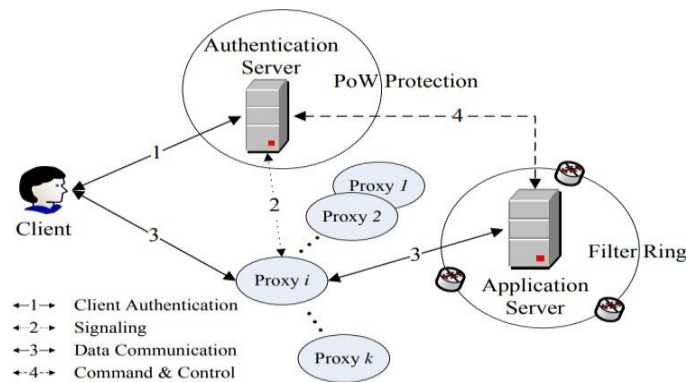 Authentication
Server
PoW Protection
4
1
Client
2
Proxy 1
Proxy 2
3
3
Proxy i
Filter Ring
Application
Server
Proxy k
1 Client Authentication
2 Signaling
3 Data Communication
4 Command & Control